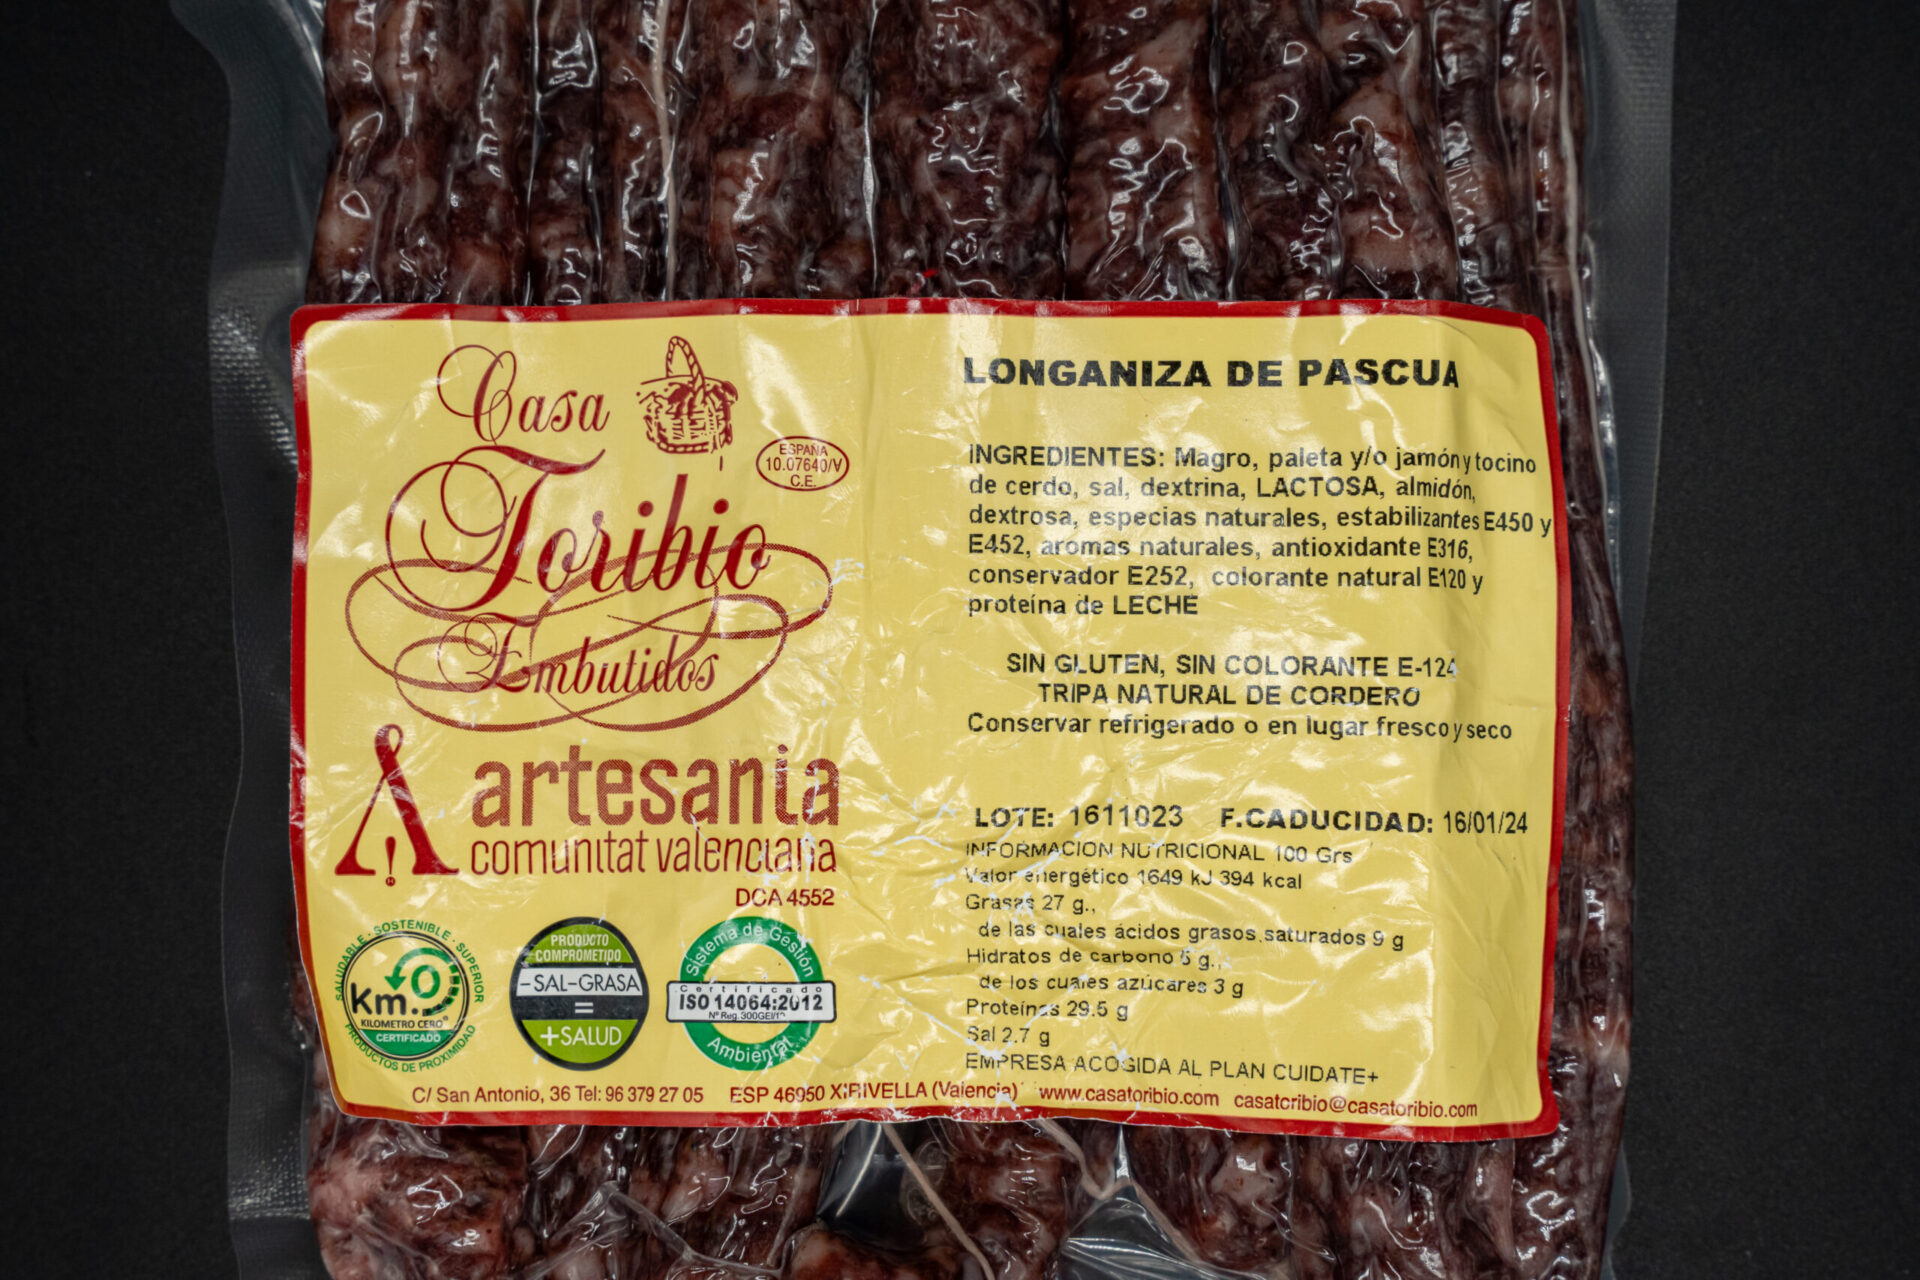 Casa
Toribio
Embutidos
ESPAÑA
10.07640/V
C.E.
artesania
comunitat valenciana
DCA 4552
SALUDABLE · SOSTENIBLE · SUPERIOR
Km.0
KILOMETRO CERO®
CERTIFICADO
PRODUCTOS DE PROXIMIDAD
PRODUCTO
COMPROMETIDO
-SAL-GRASA
=
+SALUD
Sistema de Gestión
Certificado
ISO 14064:2012
Nº Reg.
Ambiental
LONGANIZA DE PASCUA
INGREDIENTES: Magro, paleta y/o jamón y tocino
de cerdo, sal, dextrina, LACTOSA, almidón,
dextrosa, especias naturales, estabilizantes E450 y
E452, aromas naturales, antioxidante E316,
conservador E252, colorante natural E120 y
proteína de LECHE
SIN GLUTEN, SIN COLORANTE E-124
TRIPA NATURAL DE CORDERO
Conservar refrigerado o en lugar fresco y seco
LOTE: 1611023 F.CADUCIDAD: 16/01/24
INFORMACION NUTRICIONAL 100 Grs
Valor energético 1649 kJ 394 kcal
Grasas 27 g.,
de las cuales ácidos grasos saturados 9 g
Hidratos de carbono g.,
de los cuales azúcares 3 g
Proteínas 29.5 g
Sal 2.7 g
EMPRESA ACOGIDA AL PLAN CUIDATE+
C/ San Antonio, 36 Tel: 96 379 27 05 ESP 46950 XIRIVELLA (Valencia) www.casatoribio.com casatoribio@casatoribio.com